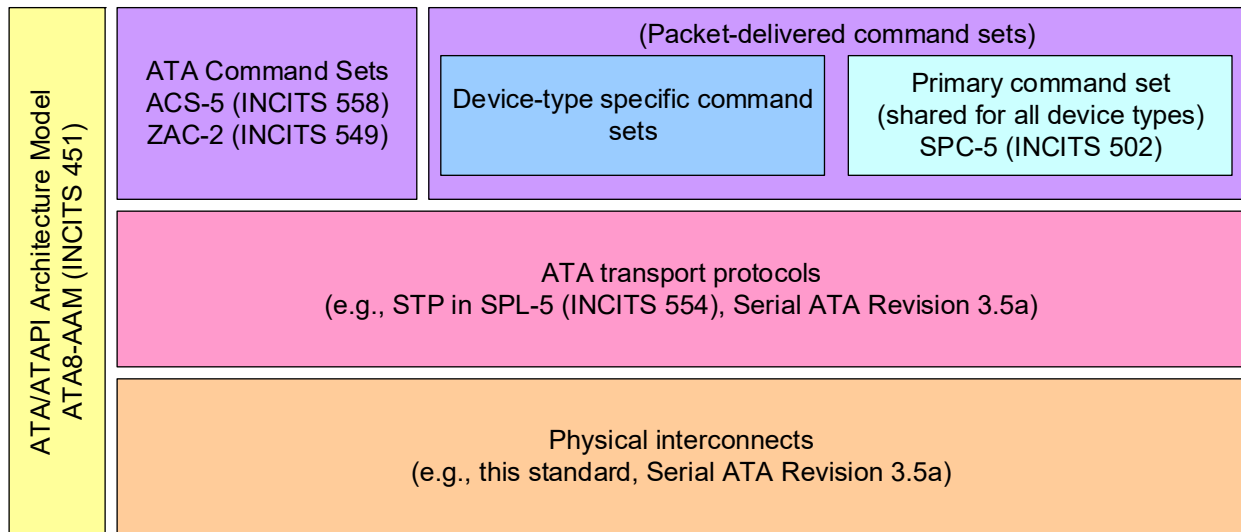 ATA/ATAPI Architecture Model
ATA8-AAM (INCITS 451)
ATA Command Sets
ACS-5 (INCITS 558)
ZAC-2 (INCITS 549)
(Packet-delivered command sets)
Device-type specific command
sets
Primary command set
(shared for all device types)
SPC-5 (INCITS 502)
ATA transport protocols
(e.g., STP in SPL-5 (INCITS 554), Serial ATA Revision 3.5a)
Physical interconnects
(e.g., this standard, Serial ATA Revision 3.5a)